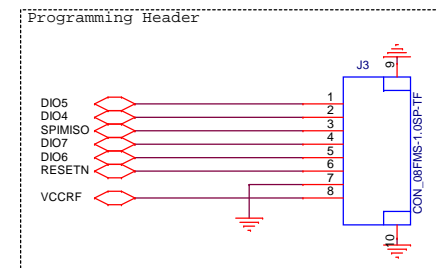 Programming Header
J3
9
DIO5 1
DIO4 2
SPIMISO 3
DIO7 4
DIO6 5
RESETN 6
7
VCCRF 8
CON_08FMS-1.0SP-TF
10